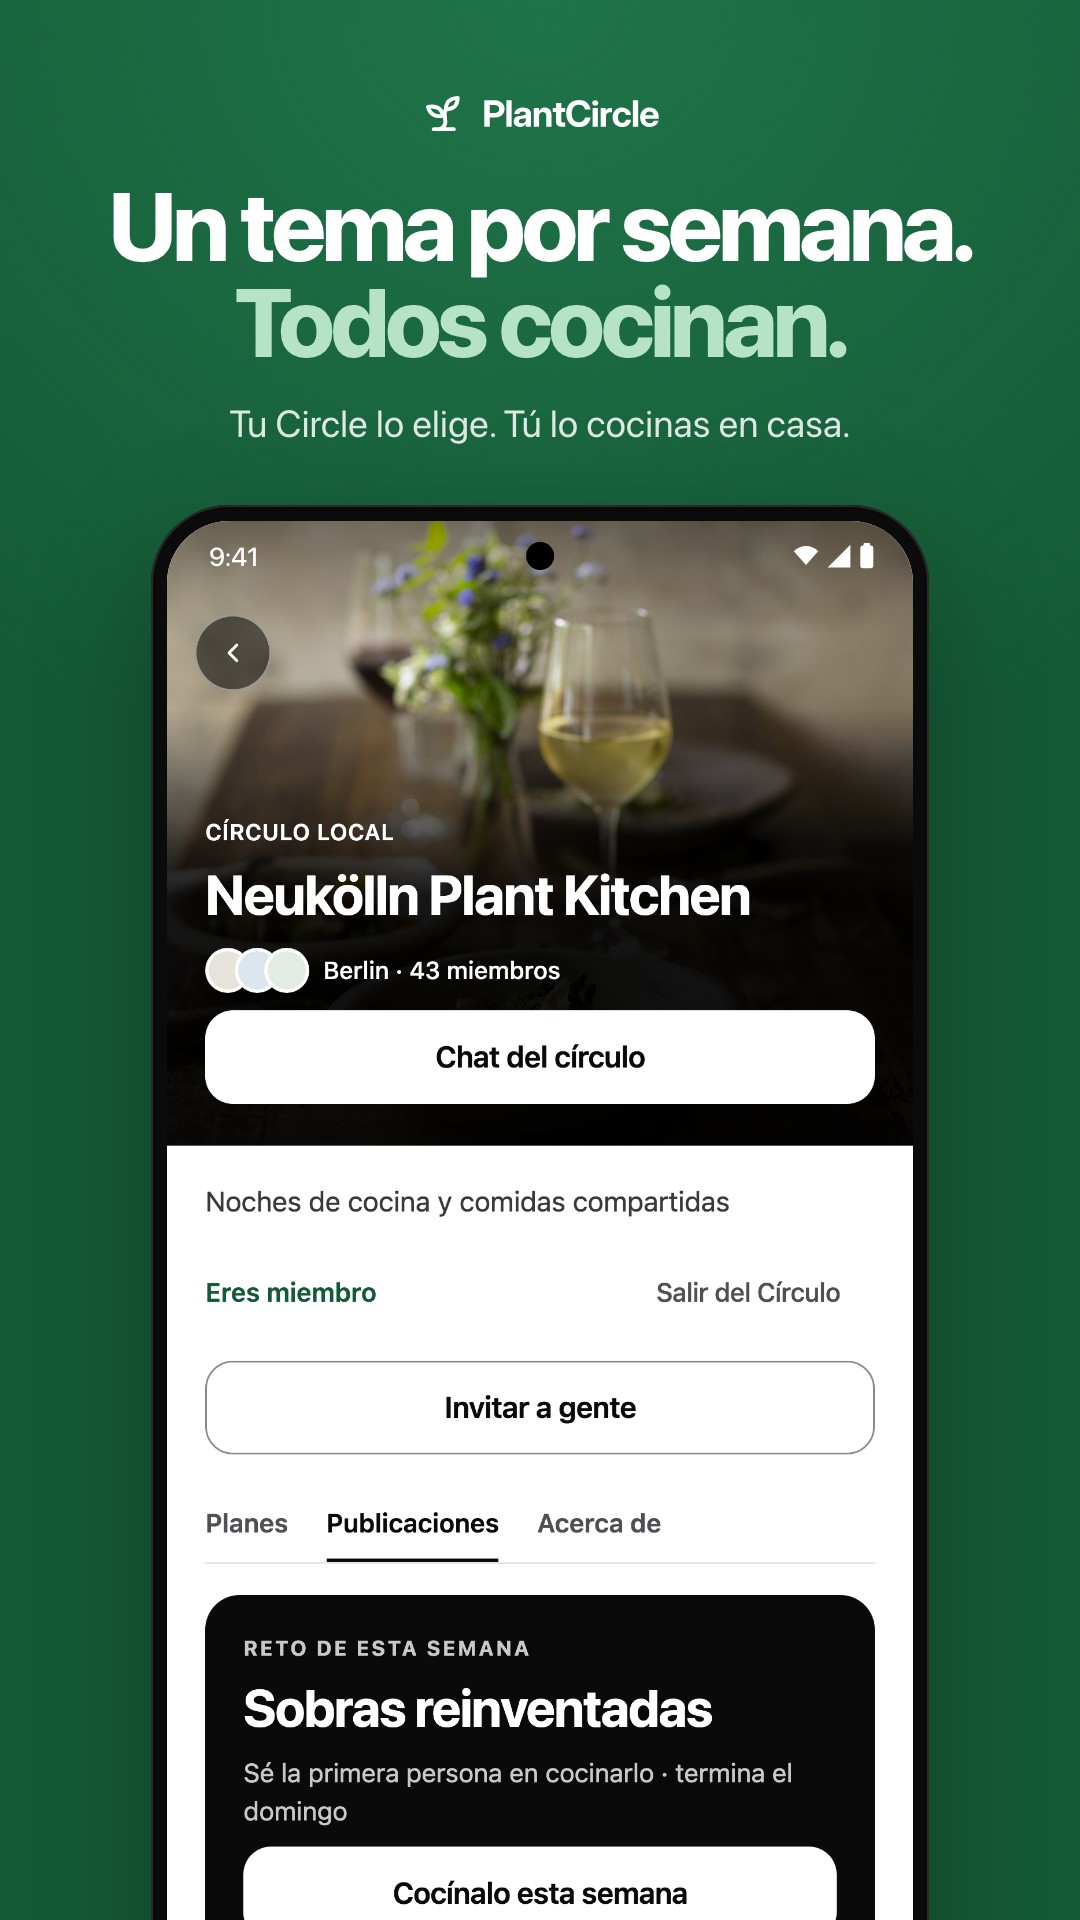 PlantCircle
Un tema por semana.
Todos cocinan.
Tu Circle lo elige. Tú lo cocinas en casa.
9:41
CÍRCULO LOCAL
Neukölln Plant Kitchen
Berlin · 43 miembros
Chat del círculo
Noches de cocina y comidas compartidas
Eres miembro
Salir del Círculo
Invitar a gente
Planes
Publicaciones
Acerca de
RETO DE ESTA SEMANA
Sobras reinventadas
Sé la primera persona en cocinarlo · termina el
domingo
Cocínalo esta semana